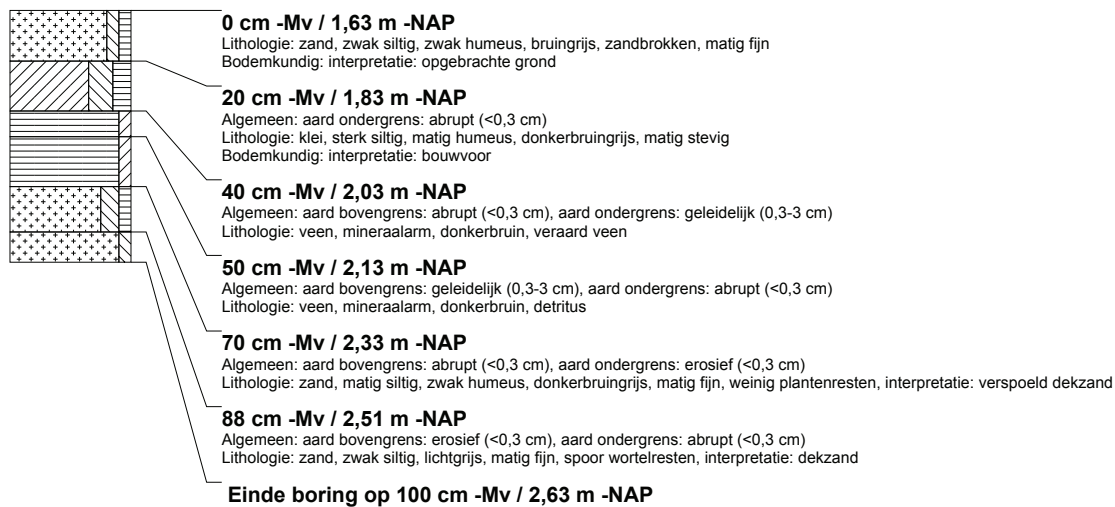 0 cm -Mv / 1,63 m -NAP
Lithologie: zand, zwak siltig, zwak humeus, bruingrijs, zandbrokken, matig fijn
Bodemkundig: interpretatie: opgebrachte grond
20 cm -Mv / 1,83 m -NAP
Algemeen: aard ondergrens: abrupt (<0,3 cm)
Lithologie: klei, sterk siltig, matig humeus, donkerbruingrijs, matig stevig
Bodemkundig: interpretatie: bouwvoor
40 cm -Mv / 2,03 m -NAP
Algemeen: aard bovengrens: abrupt (<0,3 cm), aard ondergrens: geleidelijk (0,3-3 cm)
Lithologie: veen, mineraalarm, donkerbruin, veraard veen
50 cm -Mv / 2,13 m -NAP
Algemeen: aard bovengrens: geleidelijk (0,3-3 cm), aard ondergrens: abrupt (<0,3 cm)
Lithologie: veen, mineraalarm, donkerbruin, detritus
70 cm -Mv / 2,33 m -NAP
Algemeen: aard bovengrens: abrupt (<0,3 cm), aard ondergrens: erosief (<0,3 cm)
Lithologie: zand, matig siltig, zwak humeus, donkerbruingrijs, matig fijn, weinig plantenresten, interpretatie: verspoeld dekzand
88 cm -Mv / 2,51 m -NAP
Algemeen: aard bovengrens: erosief (<0,3 cm), aard ondergrens: abrupt (<0,3 cm)
Lithologie: zand, zwak siltig, lichtgrijs, matig fijn, spoor wortelresten, interpretatie: dekzand
Einde boring op 100 cm -Mv / 2,63 m -NAP